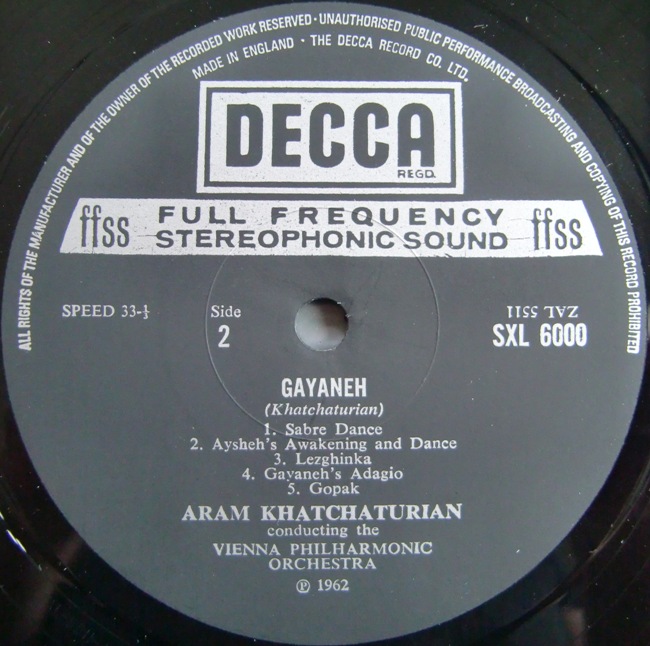 ALL RIGHTS OF THE MANUFACTURER AND OF THE OWNER OF THE RECORDED WORK RESERVED · UNAUTHORISED PUBLIC PERFORMANCE BROADCASTING AND COPYING OF THIS RECORD PROHIBITED
MADE IN ENGLAND · THE DECCA RECORD CO. LTD.
DECCA
REGD.
ffss FULL FREQUENCY STEREOPHONIC SOUND ffss
SPEED 33-⅓
Side
2
ZAL 5511
SXL 6000
GAYANEH
(Khatchaturian)
1. Sabre Dance
2. Aysheh's Awakening and Dance
3. Lezghinka
4. Gayaneh's Adagio
5. Gopak
ARAM KHATCHATURIAN
conducting the
VIENNA PHILHARMONIC
ORCHESTRA
℗ 1962